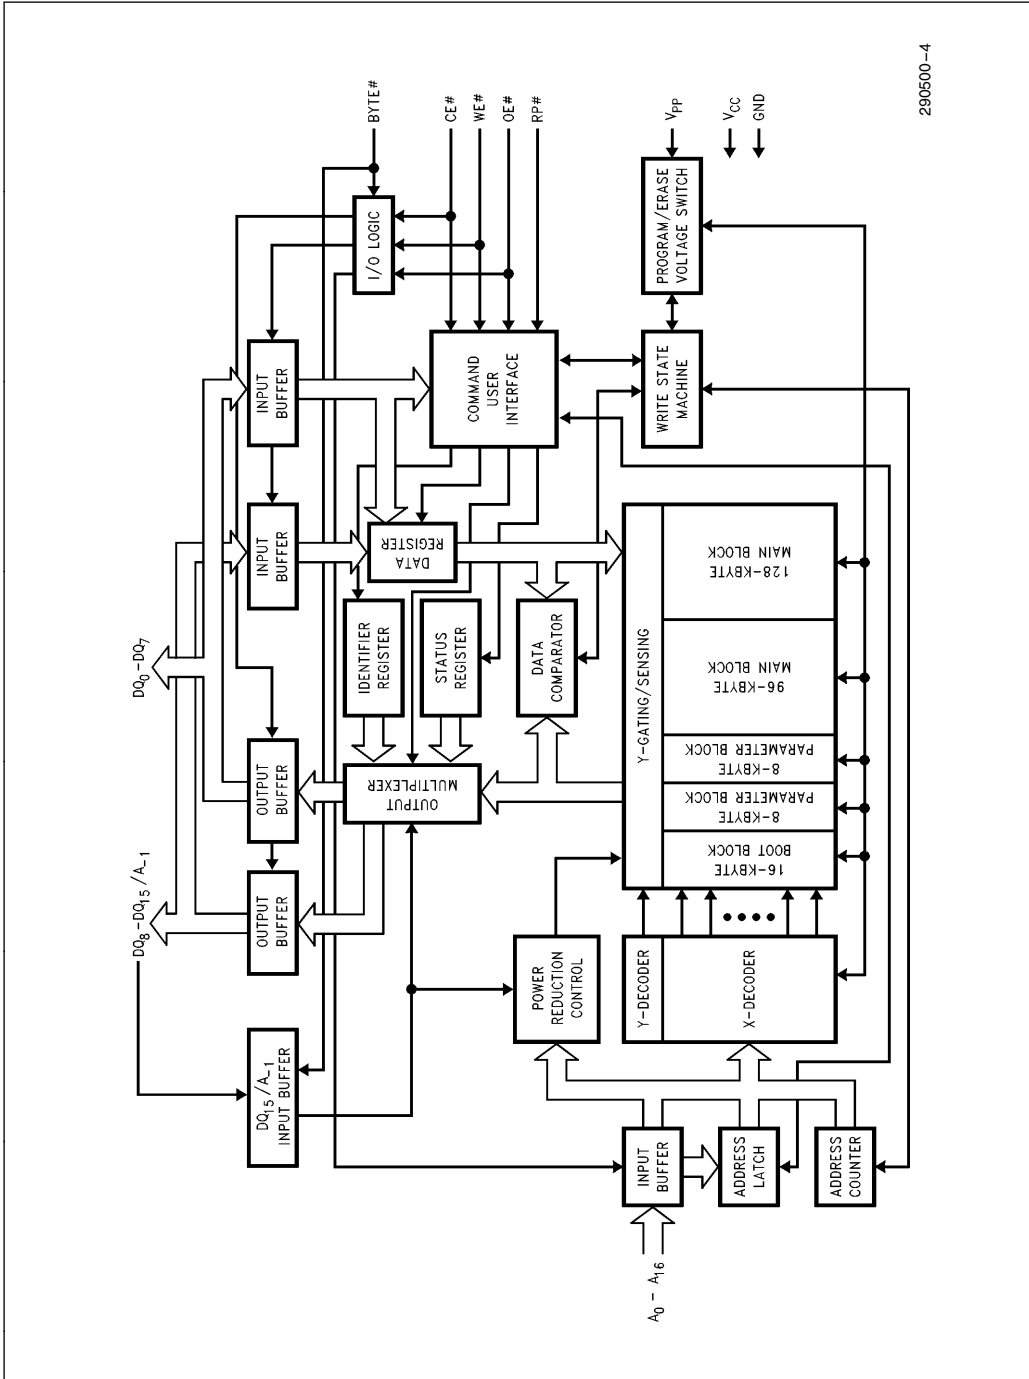 DQ8–DQ15/A-1
DQ0–DQ7
DQ15/A-1
INPUT BUFFER
OUTPUT
BUFFER
OUTPUT
BUFFER
INPUT
BUFFER
INPUT
BUFFER
I/O LOGIC
BYTE#
CE#
WE#
OE#
RP#
OUTPUT
MULTIPLEXER
IDENTIFIER
REGISTER
STATUS
REGISTER
DATA
REGISTER
COMMAND
USER
INTERFACE
POWER
REDUCTION
CONTROL
DATA
COMPARATOR
A0 – A16
INPUT
BUFFER
ADDRESS
LATCH
ADDRESS
COUNTER
Y-DECODER
X-DECODER
Y-GATING/SENSING
16-KBYTE
BOOT BLOCK
8-KBYTE
PARAMETER BLOCK
8-KBYTE
PARAMETER BLOCK
96-KBYTE
MAIN BLOCK
128-KBYTE
MAIN BLOCK
WRITE STATE
MACHINE
PROGRAM/ERASE
VOLTAGE SWITCH
VPP
VCC
GND
290500–4